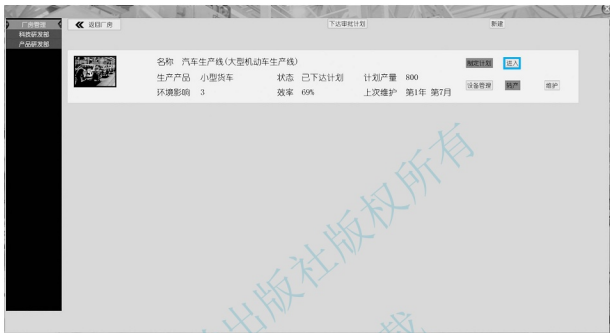 厂房管理 返回厂房 下达审批计划 新建
科技研发部
产品研发部
名称 汽车生产线(大型机动车生产线) 制定计划 进入
生产产品 小型货车 状态 已下达计划 计划产量 800
设备管理 转产 维护
环境影响 3 效率 69% 上次维护 第1年 第7月
出版社版权所有